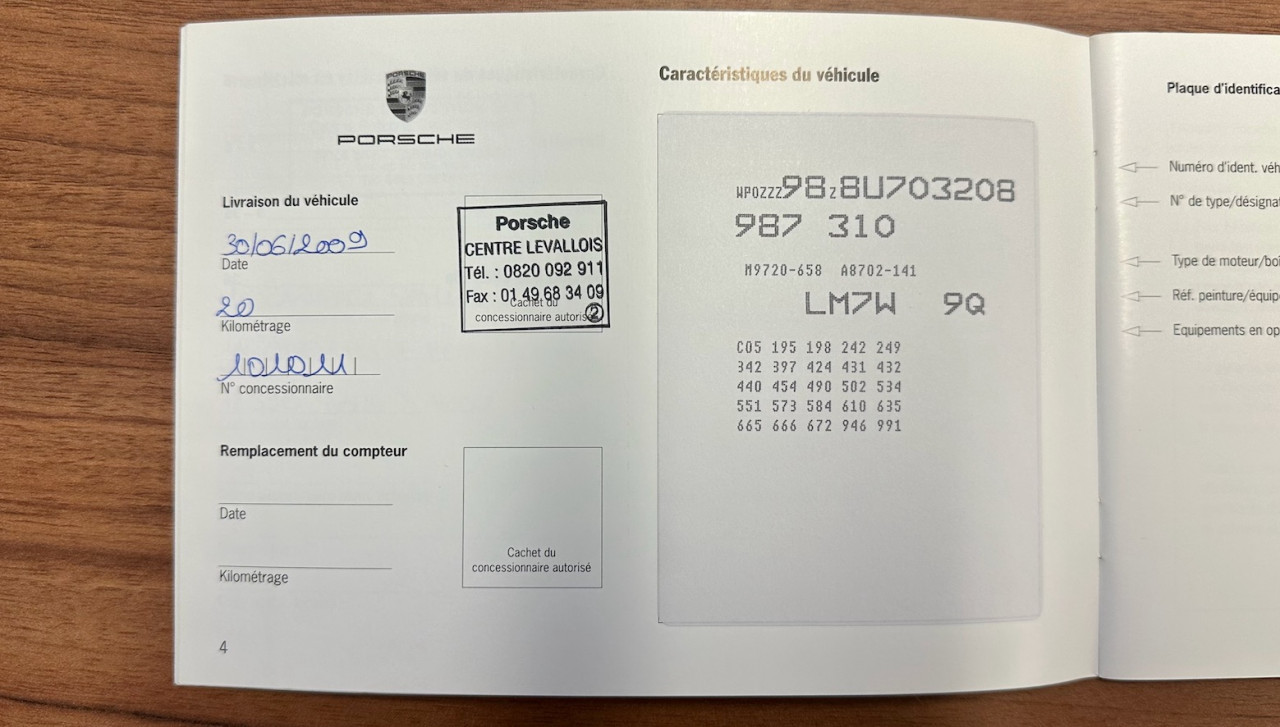 PORSCHE
PORSCHE
Livraison du véhicule
30/06/2009
Date
20
Kilométrage
N° concessionnaire
Porsche
CENTRE LEVALLOIS
Tél. : 0820 092 911
Fax : 01 49 68 34 09
Cachet du
concessionnaire autorisé
2
Remplacement du compteur
Date
Kilométrage
Cachet du
concessionnaire autorisé
4
Caractéristiques du véhicule
WP0ZZZ98Z8U703208
987 310
M9720-658 A8702-141
LM7W 9Q
C05 195 198 242 249
342 397 424 431 432
440 454 490 502 534
551 573 584 610 635
665 666 672 946 991
Plaque d'identifica
Numéro d'ident. véh
N° de type/désignat
Type de moteur/boî
Réf. peinture/équip
Equipements en op